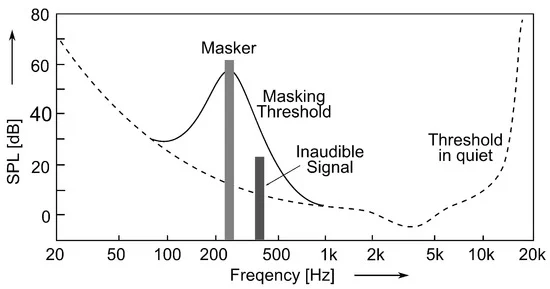 80
60
40
20
0
SPL [dB]
Masker
Masking
Threshold
Inaudible
Signal
Threshold
in quiet
20 50 100 200 500 1k 2k 5k 10k 20k
Freqency [Hz]